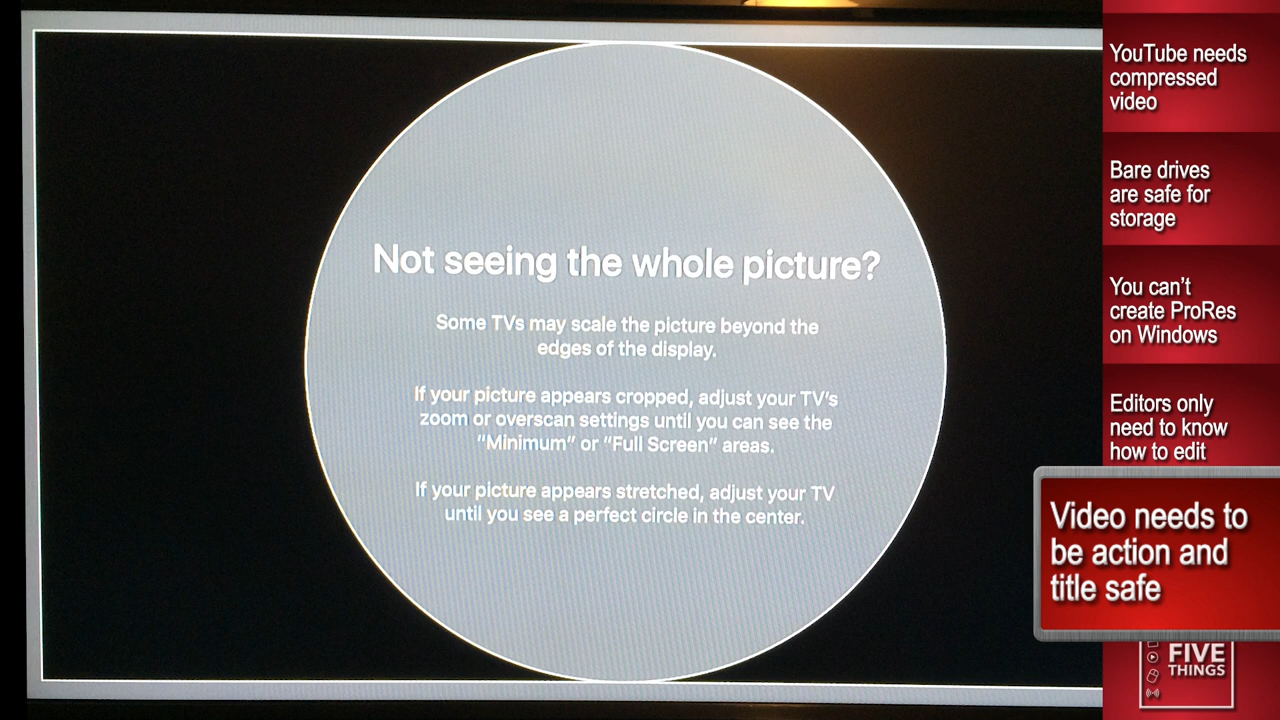 Not seeing the whole picture?
Some TVs may scale the picture beyond the
edges of the display.
If your picture appears cropped, adjust your TV's
zoom or overscan settings until you can see the
"Minimum" or "Full Screen" areas.
If your picture appears stretched, adjust your TV
until you see a perfect circle in the center.
YouTube needs
compressed
video
Bare drives
are safe for
storage
You can't
create ProRes
on Windows
Editors only
need to know
how to edit
Video needs to
be action and
title safe
FIVE
THINGS